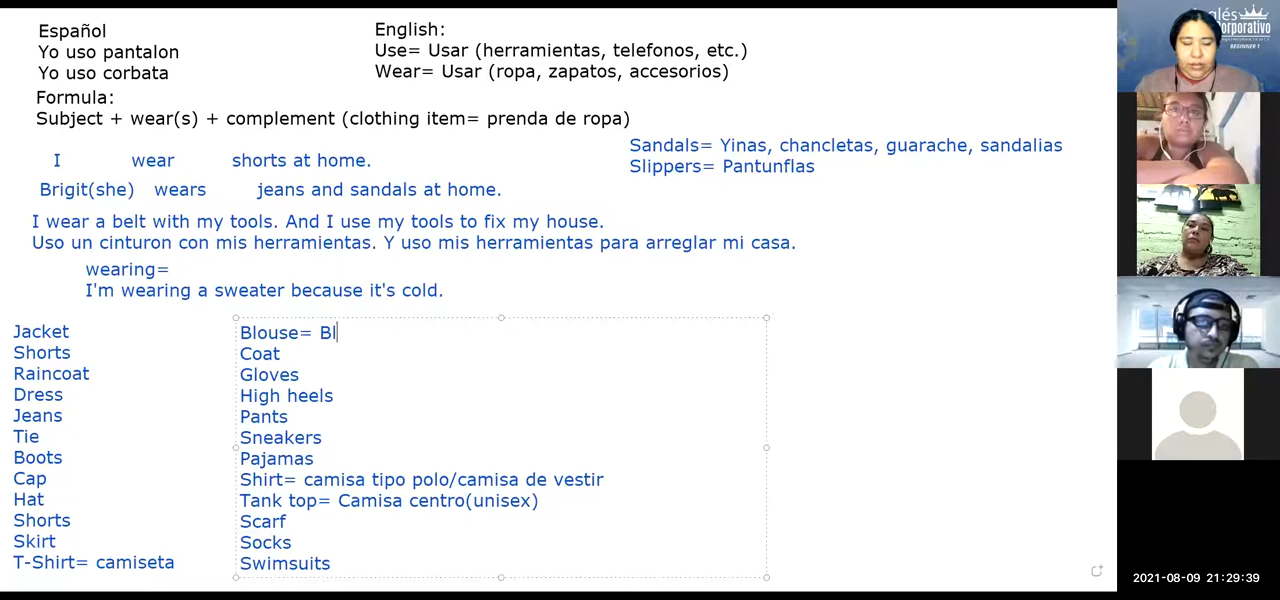 Español
Yo uso pantalon
Yo uso corbata
English:
Use= Usar (herramientas, telefonos, etc.)
Wear= Usar (ropa, zapatos, accesorios)
Formula:
Subject + wear(s) + complement (clothing item= prenda de ropa)
I wear shorts at home.
Brigit(she) wears jeans and sandals at home.
Sandals= Yinas, chancletas, guarache, sandalias
Slippers= Pantunflas
I wear a belt with my tools. And I use my tools to fix my house.
Uso un cinturon con mis herramientas. Y uso mis herramientas para arreglar mi casa.
wearing=
I'm wearing a sweater because it's cold.
Jacket
Shorts
Raincoat
Dress
Jeans
Tie
Boots
Cap
Hat
Shorts
Skirt
T-Shirt= camiseta
Blouse= Bl
Coat
Gloves
High heels
Pants
Sneakers
Pajamas
Shirt= camisa tipo polo/camisa de vestir
Tank top= Camisa centro(unisex)
Scarf
Socks
Swimsuits
BEGINNER 1
2021-08-09 21:29:39